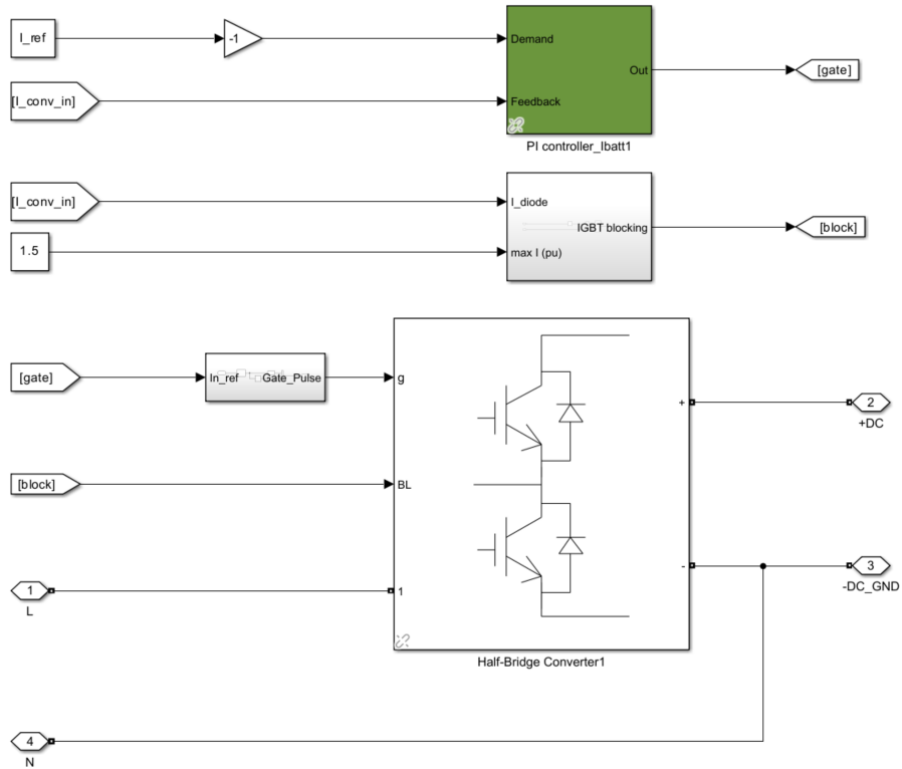 I_ref
-1
Demand
Out
[gate]
[I_conv_in]
Feedback
PI controller_Ibatt1
[I_conv_in]
I_diode
IGBT blocking
[block]
1.5
max I (pu)
[gate]
In_ref
Gate_Pulse
g
+
2
+DC
[block]
BL
1
L
1
-
3
-DC_GND
Half-Bridge Converter1
4
N